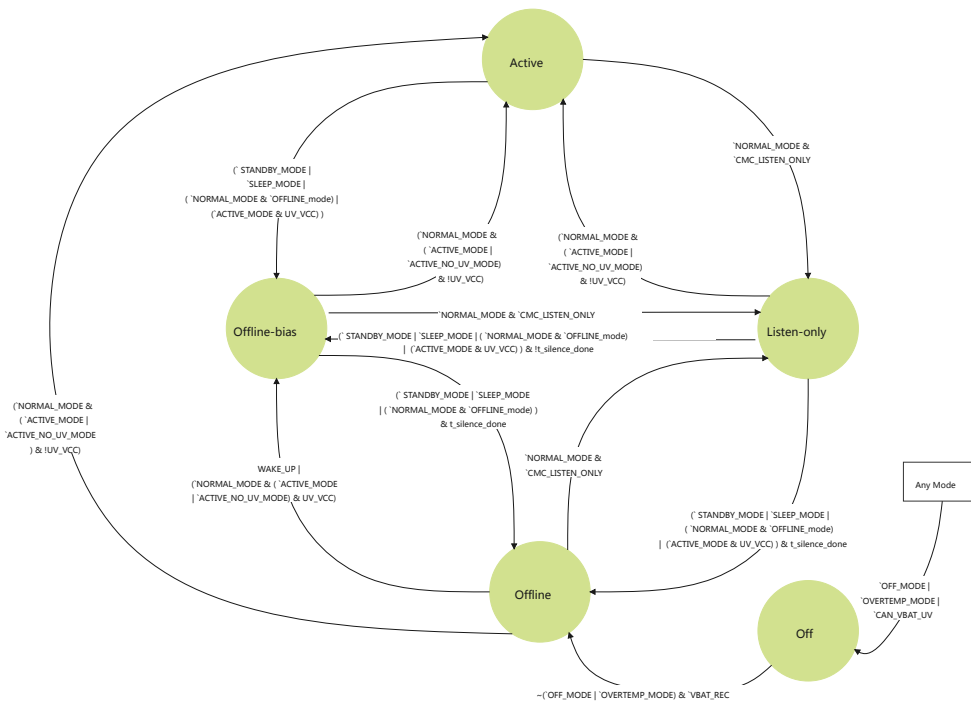 Active
`NORMAL_MODE &
`CMC_LISTEN_ONLY
(` STANDBY_MODE |
`SLEEP_MODE |
( `NORMAL_MODE & `OFFLINE_mode) |
(`ACTIVE_MODE & UV_VCC) )
(`NORMAL_MODE &
( `ACTIVE_MODE |
`ACTIVE_NO_UV_MODE)
& !UV_VCC)
(`NORMAL_MODE &
( `ACTIVE_MODE |
`ACTIVE_NO_UV_MODE)
& !UV_VCC)
Offline-bias
`NORMAL_MODE & `CMC_LISTEN_ONLY
(` STANDBY_MODE | `SLEEP_MODE | ( `NORMAL_MODE & `OFFLINE_mode)
| (`ACTIVE_MODE & UV_VCC) ) & !t_silence_done
Listen-only
(`NORMAL_MODE &
( `ACTIVE_MODE |
`ACTIVE_NO_UV_MODE
) & !UV_VCC)
(` STANDBY_MODE | `SLEEP_MODE
| ( `NORMAL_MODE & `OFFLINE_mode) )
& t_silence_done
WAKE_UP |
(`NORMAL_MODE & ( `ACTIVE_MODE
| `ACTIVE_NO_UV_MODE) & UV_VCC)
`NORMAL_MODE &
`CMC_LISTEN_ONLY
Any Mode
(` STANDBY_MODE | `SLEEP_MODE |
( `NORMAL_MODE & `OFFLINE_mode)
| (`ACTIVE_MODE & UV_VCC) ) & t_silence_done
Offline
`OFF_MODE |
`OVERTEMP_MODE |
`CAN_VBAT_UV
Off
~(`OFF_MODE | `OVERTEMP_MODE) & `VBAT_REC